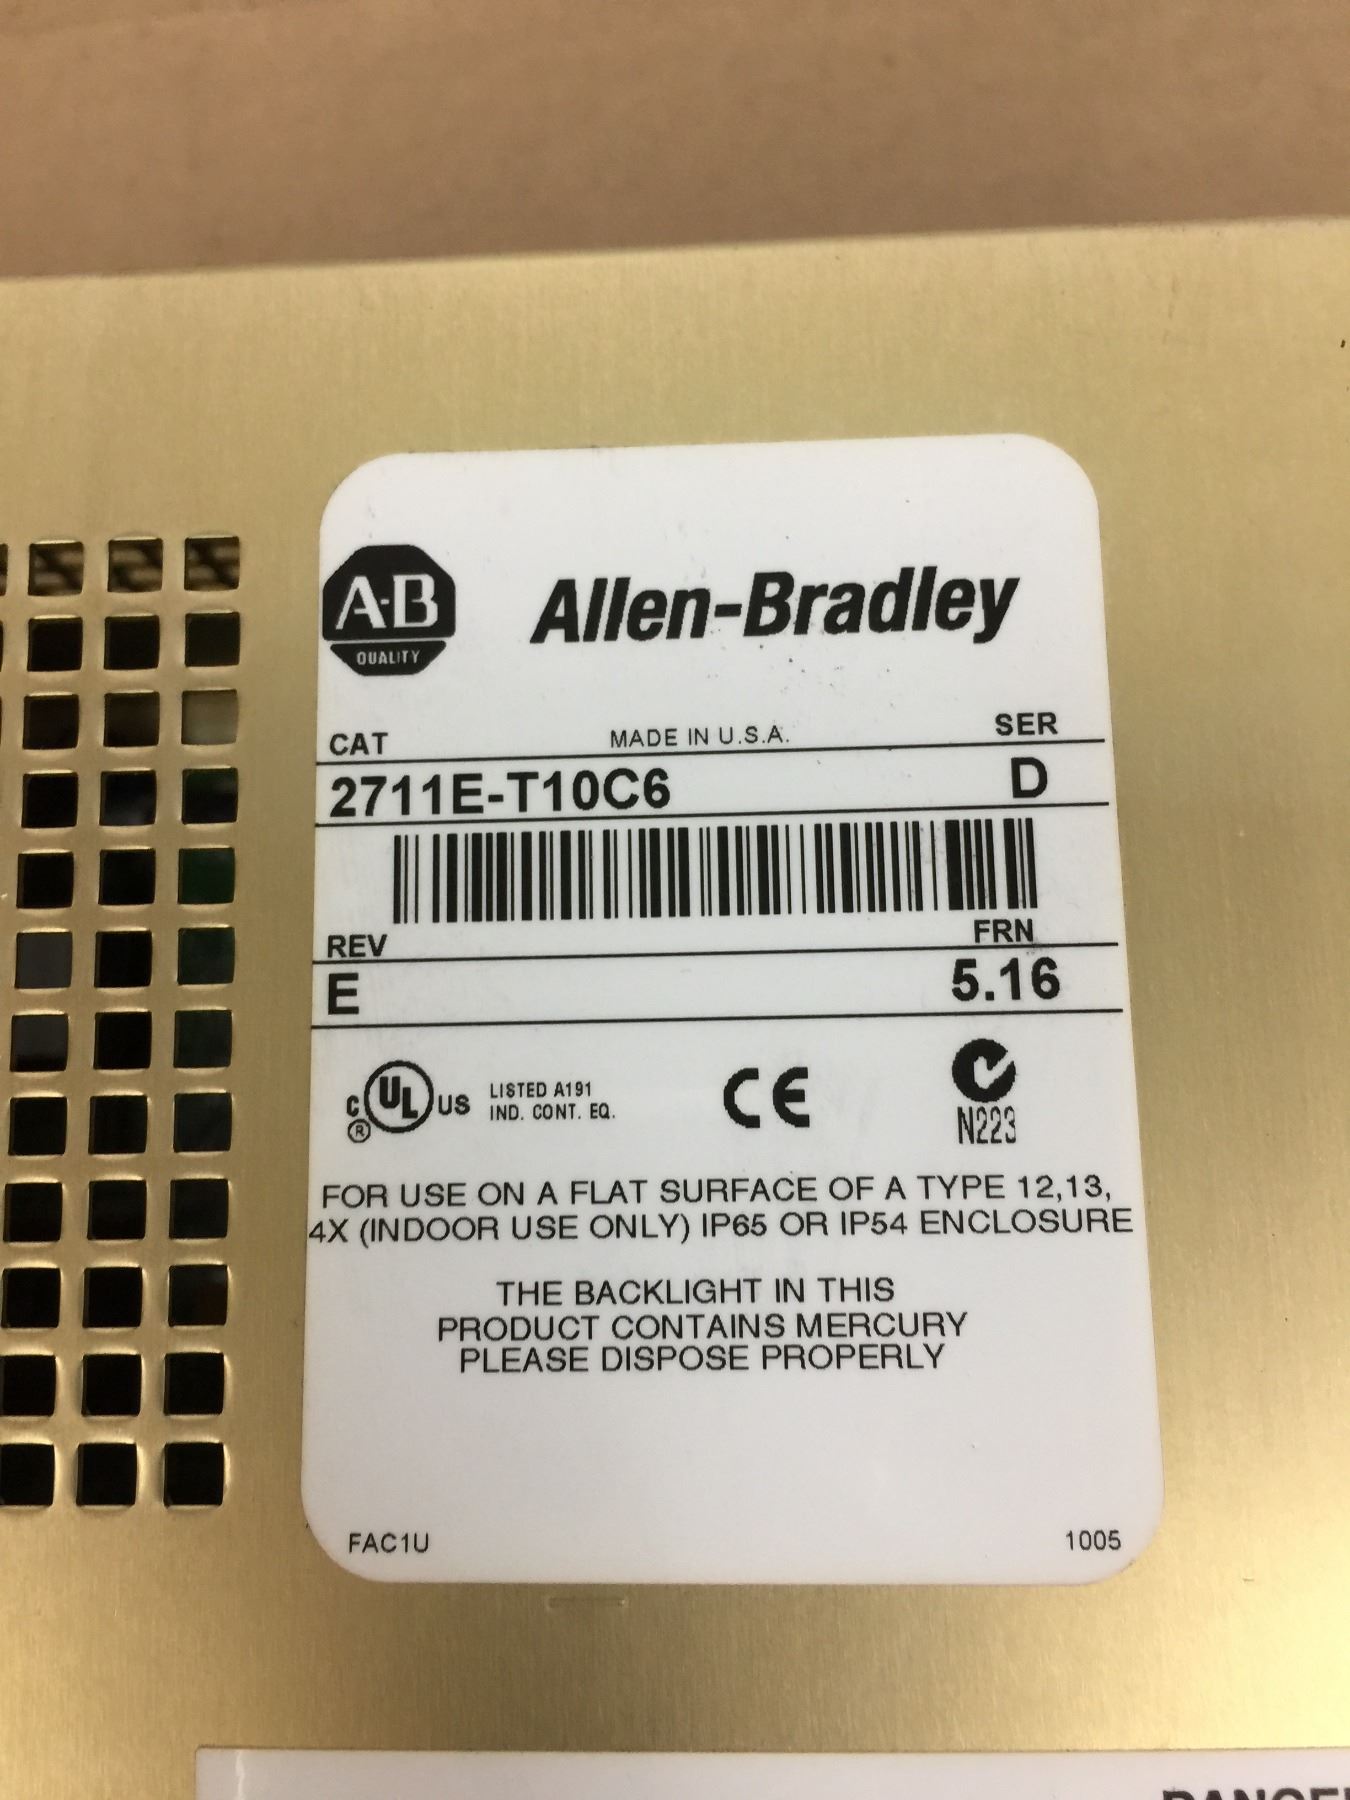 A-B
QUALITY
Allen-Bradley
CAT MADE IN U.S.A. SER
2711E-T10C6 D
REV FRN
E 5.16
C UL US LISTED A191
® IND. CONT. EQ.
CE
N223
FOR USE ON A FLAT SURFACE OF A TYPE 12,13,
4X (INDOOR USE ONLY) IP65 OR IP54 ENCLOSURE
THE BACKLIGHT IN THIS
PRODUCT CONTAINS MERCURY
PLEASE DISPOSE PROPERLY
FAC1U 1005